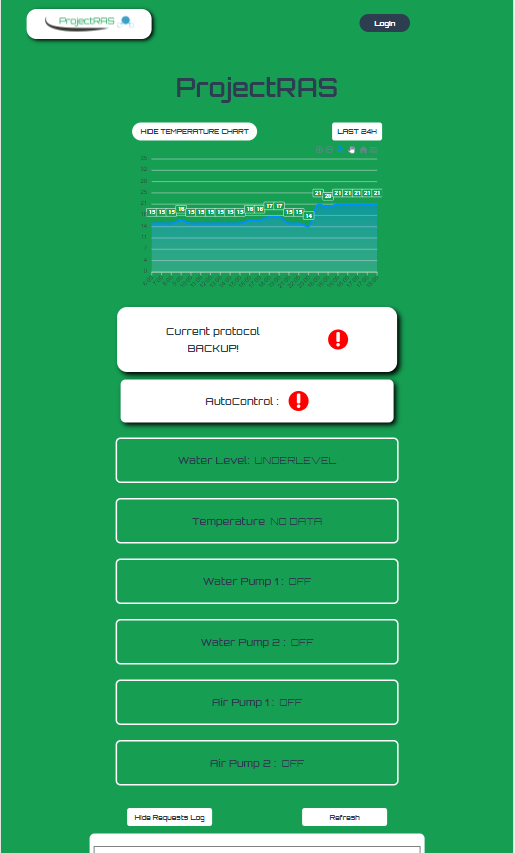 ProjectRAS
Login
ProjectRAS
HIDE TEMPERATURE CHART
LAST 24H
21
21 21 21 21 21
20
15 15 15 16 15 15 15 15 15 15 16 16 17 17 15 15 14
Current protocol
BACKUP!
AutoControl :
Water Level: UNDERLEVEL
Temperature NO DATA
Water Pump 1 : OFF
Water Pump 2 : OFF
Air Pump 1 : OFF
Air Pump 2 : OFF
Hide Requests Log
Refresh